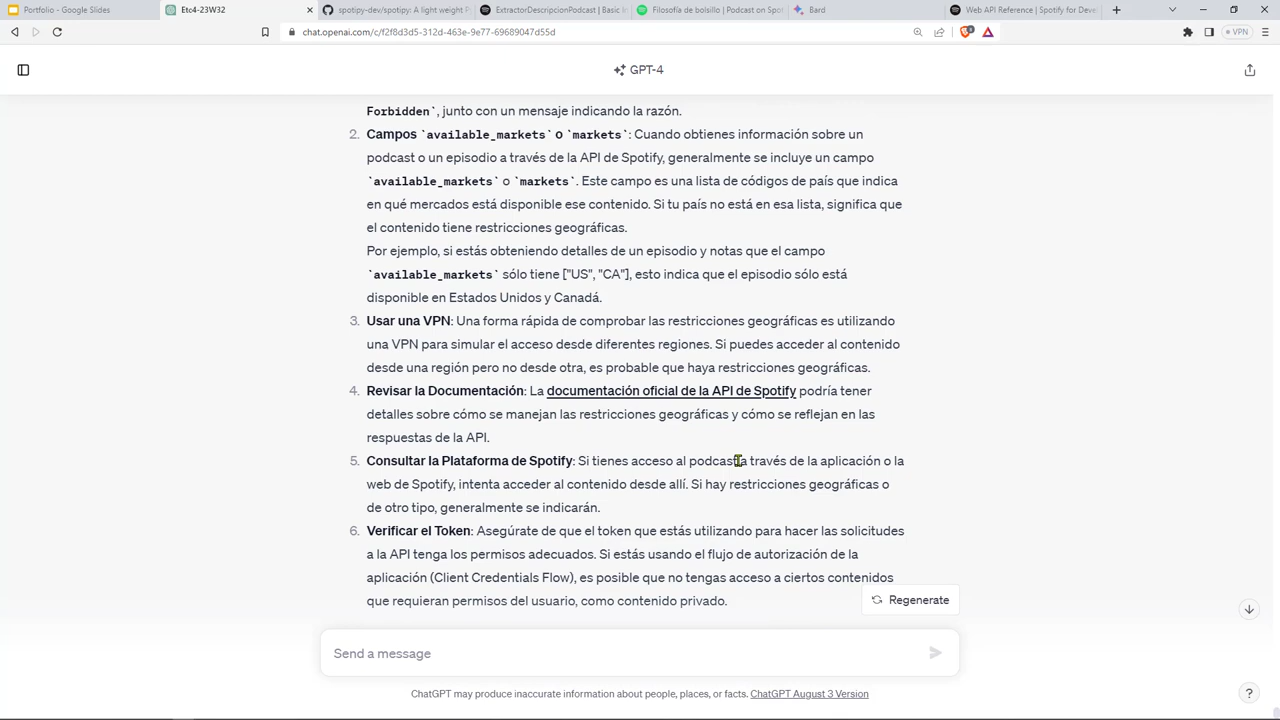 Portfolio - Google Slides
Etc4-23W32
spotipy-dev/spotipy: A light weight P
ExtractorDescripcionPodcast | Basic In
Filosofía de bolsillo | Podcast on Spot
Bard
Web API Reference | Spotify for Deve
chat.openai.com/c/f2f8d3d5-312d-463e-9e77-69689047d55d
VPN
GPT-4
Forbidden`, junto con un mensaje indicando la razón.
2. Campos `available_markets` o `markets`: Cuando obtienes información sobre un
podcast o un episodio a través de la API de Spotify, generalmente se incluye un campo
`available_markets` o `markets`. Este campo es una lista de códigos de país que indica
en qué mercados está disponible ese contenido. Si tu país no está en esa lista, significa que
el contenido tiene restricciones geográficas.
Por ejemplo, si estás obteniendo detalles de un episodio y notas que el campo
`available_markets` sólo tiene ["US", "CA"], esto indica que el episodio sólo está
disponible en Estados Unidos y Canadá.
3. Usar una VPN: Una forma rápida de comprobar las restricciones geográficas es utilizando
una VPN para simular el acceso desde diferentes regiones. Si puedes acceder al contenido
desde una región pero no desde otra, es probable que haya restricciones geográficas.
4. Revisar la Documentación: La documentación oficial de la API de Spotify podría tener
detalles sobre cómo se manejan las restricciones geográficas y cómo se reflejan en las
respuestas de la API.
5. Consultar la Plataforma de Spotify: Si tienes acceso al podcast a través de la aplicación o la
web de Spotify, intenta acceder al contenido desde allí. Si hay restricciones geográficas o
de otro tipo, generalmente se indicarán.
6. Verificar el Token: Asegúrate de que el token que estás utilizando para hacer las solicitudes
a la API tenga los permisos adecuados. Si estás usando el flujo de autorización de la
aplicación (Client Credentials Flow), es posible que no tengas acceso a ciertos contenidos
que requieran permisos del usuario, como contenido privado.
Regenerate
Send a message
ChatGPT may produce inaccurate information about people, places, or facts. ChatGPT August 3 Version
?